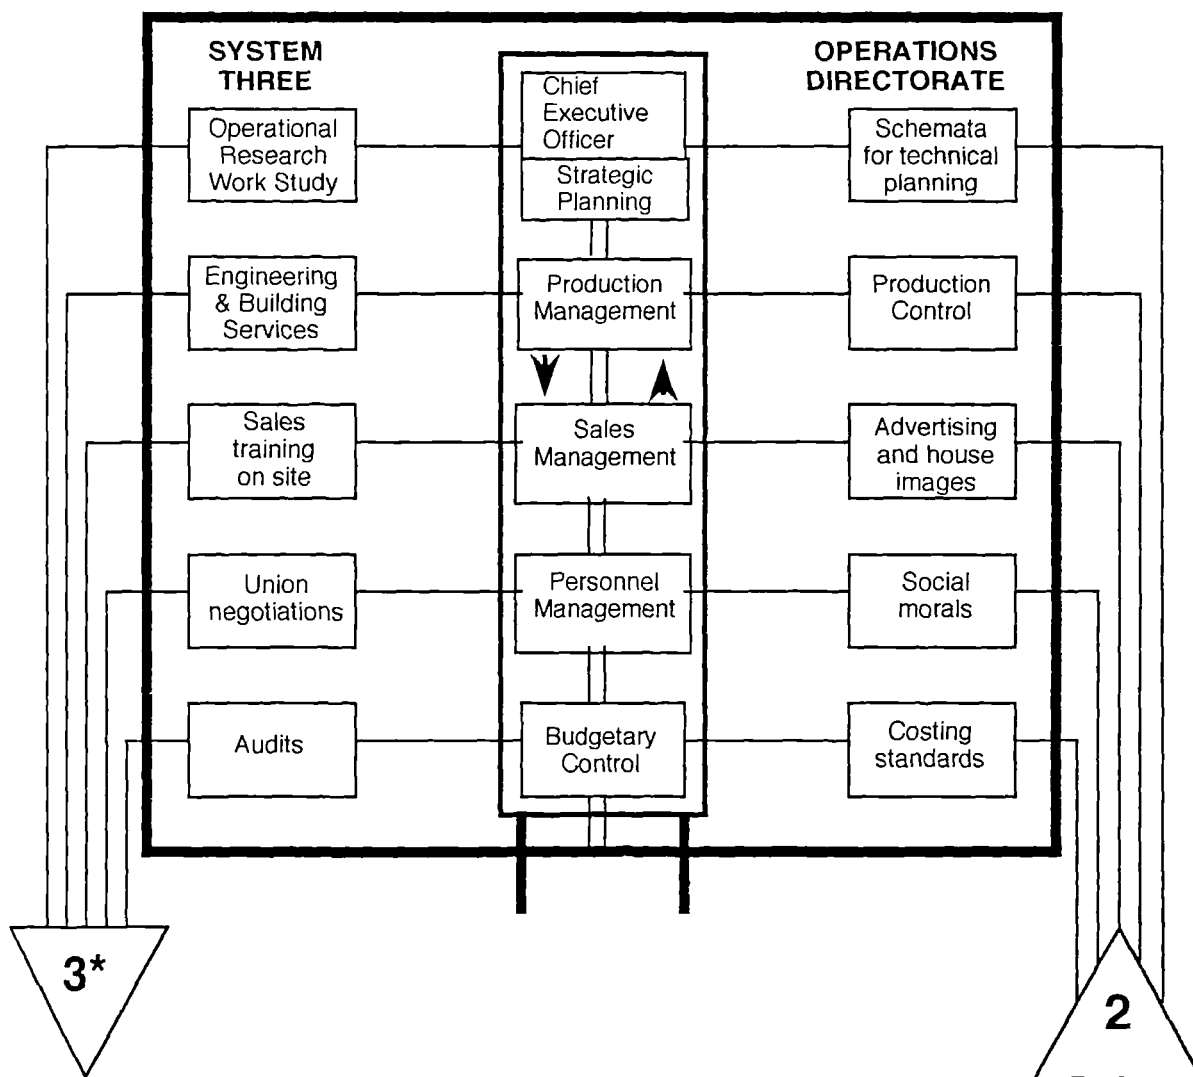 SYSTEM
THREE
OPERATIONS
DIRECTORATE
Operational
Research
Work Study
Chief
Executive
Officer
Strategic
Planning
Schemata
for technical
planning
Engineering
& Building
Services
Production
Management
Production
Control
Sales
training
on site
Sales
Management
Advertising
and house
images
Union
negotiations
Personnel
Management
Social
morals
Audits
Budgetary
Control
Costing
standards
3*
2